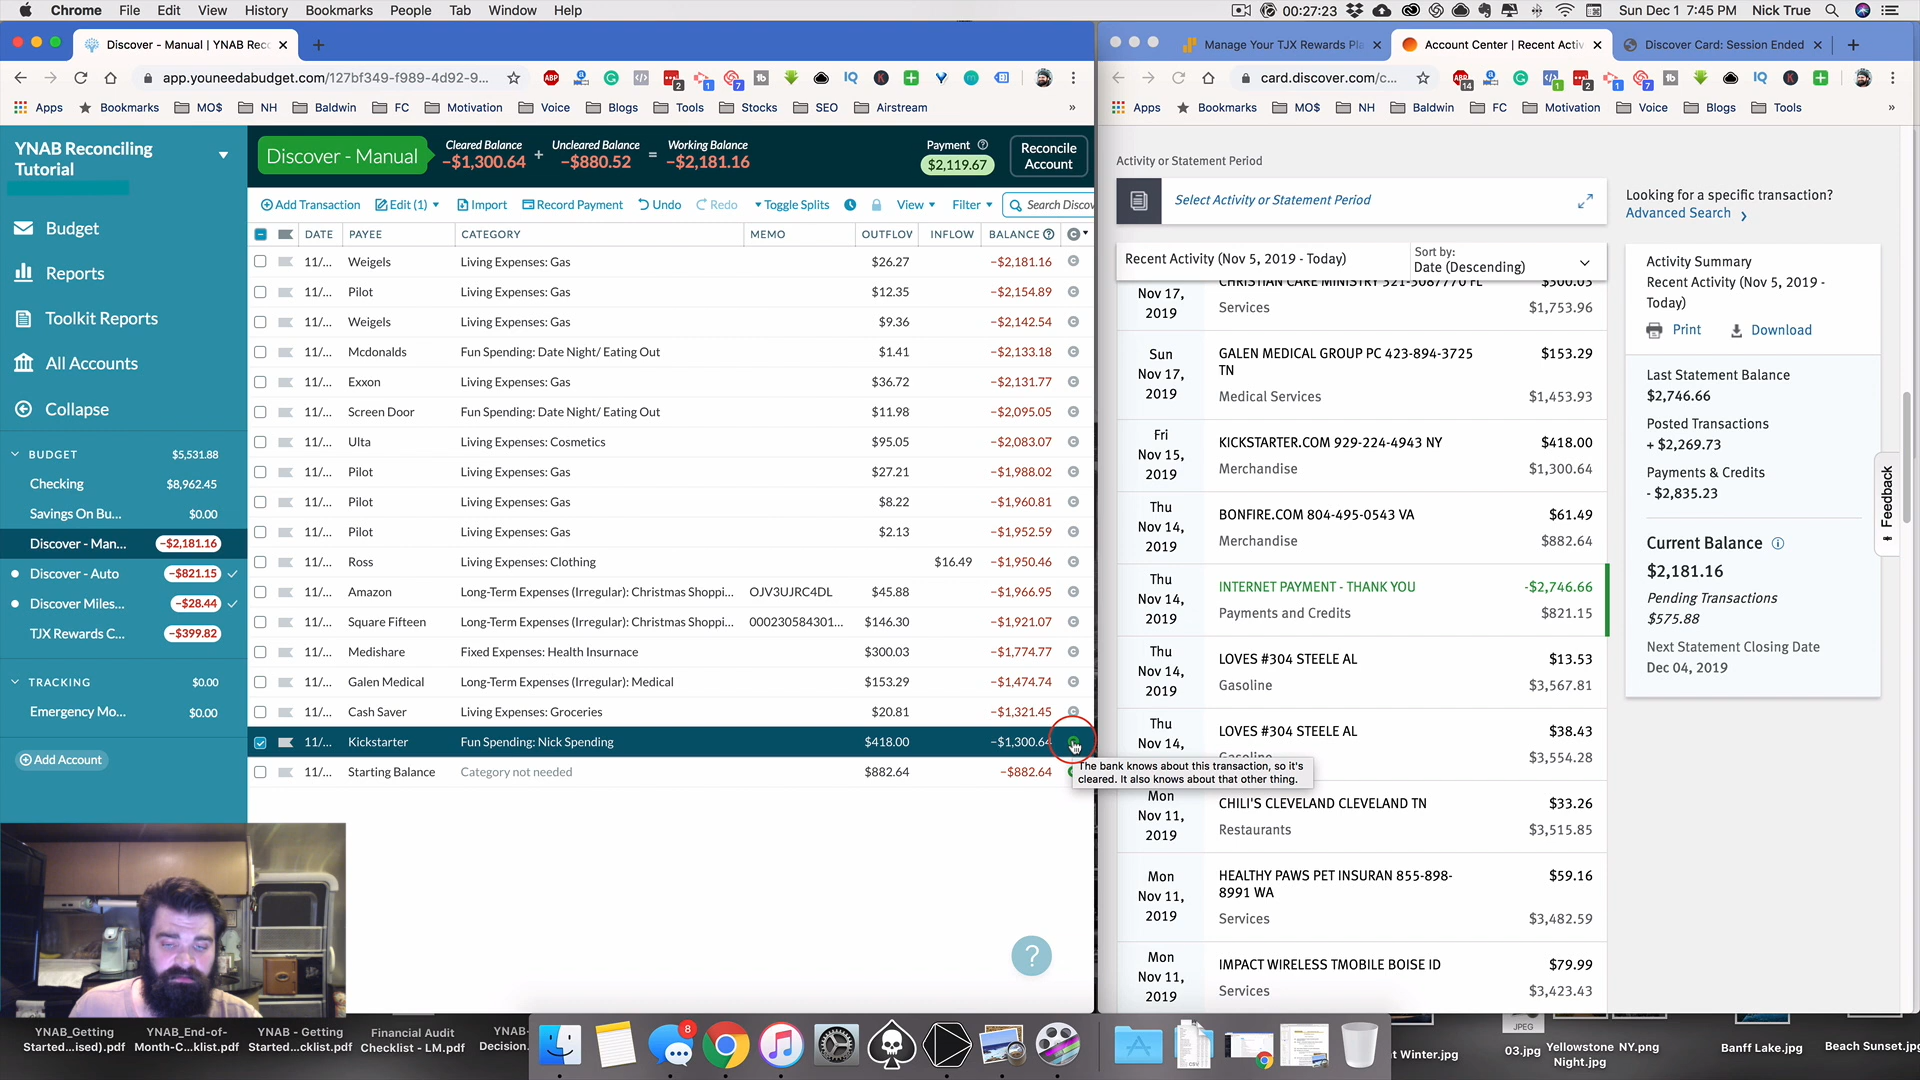 Chrome File Edit View History Bookmarks People Tab Window Help
00:27:23 Sun Dec 1 7:45 PM Nick True
Discover - Manual | YNAB Rec
Manage Your TJX Rewards Pla
Account Center | Recent Activ
Discover Card: Session Ended
app.youneedabudget.com/127bf349-f989-4d92-9...
card.discover.com/c...
Apps Bookmarks MO$ NH Baldwin FC Motivation Voice Blogs Tools Stocks SEO Airstream »
Apps Bookmarks MO$ NH Baldwin FC Motivation Voice Blogs Tools »
YNAB Reconciling
Tutorial
Budget
Reports
Toolkit Reports
All Accounts
Collapse
BUDGET $5,531.88
Checking $8,962.45
Savings On Bu... $0.00
Discover - Man... -$2,181.16
Discover - Auto -$821.15
Discover Miles... -$28.44
TJX Rewards C... -$399.82
TRACKING $0.00
Emergency Mo... $0.00
Add Account
Discover - Manual
Cleared Balance
-$1,300.64
+
Uncleared Balance
-$880.52
=
Working Balance
-$2,181.16
Payment
$2,119.67
Reconcile
Account
Add Transaction Edit (1) Import Record Payment Undo Redo Toggle Splits View Filter Search Discov
DATE PAYEE CATEGORY MEMO OUTFLOV INFLOW BALANCE
11/... Weigels Living Expenses: Gas $26.27 -$2,181.16
11/... Pilot Living Expenses: Gas $12.35 -$2,154.89
11/... Weigels Living Expenses: Gas $9.36 -$2,142.54
11/... Mcdonalds Fun Spending: Date Night/ Eating Out $1.41 -$2,133.18
11/... Exxon Living Expenses: Gas $36.72 -$2,131.77
11/... Screen Door Fun Spending: Date Night/ Eating Out $11.98 -$2,095.05
11/... Ulta Living Expenses: Cosmetics $95.05 -$2,083.07
11/... Pilot Living Expenses: Gas $27.21 -$1,988.02
11/... Pilot Living Expenses: Gas $8.22 -$1,960.81
11/... Pilot Living Expenses: Gas $2.13 -$1,952.59
11/... Ross Living Expenses: Clothing $16.49 -$1,950.46
11/... Amazon Long-Term Expenses (Irregular): Christmas Shoppi... OJV3UJRC4DL $45.88 -$1,966.95
11/... Square Fifteen Long-Term Expenses (Irregular): Christmas Shoppi... 000230584301... $146.30 -$1,921.07
11/... Medishare Fixed Expenses: Health Insurnace $300.03 -$1,774.77
11/... Galen Medical Long-Term Expenses (Irregular): Medical $153.29 -$1,474.74
11/... Cash Saver Living Expenses: Groceries $20.81 -$1,321.45
11/... Kickstarter Fun Spending: Nick Spending $418.00 -$1,300.64
11/... Starting Balance Category not needed $882.64 -$882.64
The bank knows about this transaction, so it's
cleared. It also knows about that other thing.
?
Activity or Statement Period
Select Activity or Statement Period
Recent Activity (Nov 5, 2019 - Today)
Sort by:
Date (Descending)
Nov 17,
2019
CHRISTIAN CARE MINISTRY 321-3087770 FL $300.03
Services $1,753.96
Sun
Nov 17,
2019
GALEN MEDICAL GROUP PC 423-894-3725
TN
$153.29
Medical Services $1,453.93
Fri
Nov 15,
2019
KICKSTARTER.COM 929-224-4943 NY $418.00
Merchandise $1,300.64
Thu
Nov 14,
2019
BONFIRE.COM 804-495-0543 VA $61.49
Merchandise $882.64
Thu
Nov 14,
2019
INTERNET PAYMENT - THANK YOU -$2,746.66
Payments and Credits $821.15
Thu
Nov 14,
2019
LOVES #304 STEELE AL $13.53
Gasoline $3,567.81
Thu
Nov 14,
LOVES #304 STEELE AL $38.43
Gasoline $3,554.28
Mon
Nov 11,
2019
CHILI'S CLEVELAND CLEVELAND TN $33.26
Restaurants $3,515.85
Mon
Nov 11,
2019
HEALTHY PAWS PET INSURAN 855-898-
8991 WA
$59.16
Services $3,482.59
Mon
Nov 11,
2019
IMPACT WIRELESS TMOBILE BOISE ID $79.99
Services $3,423.43
Looking for a specific transaction?
Advanced Search
Activity Summary
Recent Activity (Nov 5, 2019 -
Today)
Print Download
Last Statement Balance
$2,746.66
Posted Transactions
+ $2,269.73
Payments & Credits
- $2,835.23
Current Balance
$2,181.16
Pending Transactions
$575.88
Next Statement Closing Date
Dec 04, 2019
Feedback
YNAB_Getting
Started...ised).pdf
YNAB_End-of-
Month-C...klist.pdf
YNAB - Getting
Started...cklist.pdf
Financial Audit
Checklist - LM.pdf
YNAB-
Decision.
8
t Winter.jpg
JPEG
03.jpg
Yellowstone
Night.jpg
NY.png
Banff Lake.jpg
Beach Sunset.jpg